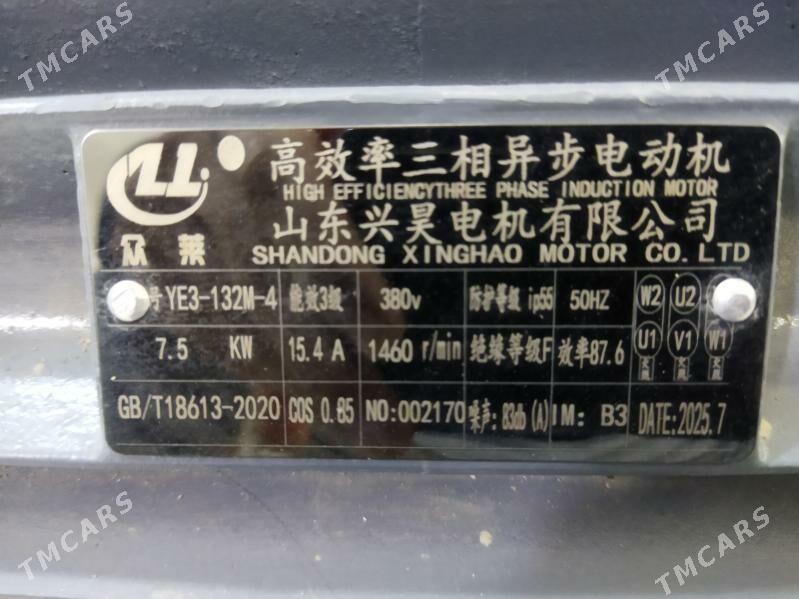 TMCARS TMCARS TMCARS
高效率三相异步电动机
HIGH EFFICIENCYTHREE PHASE INDUCTION MOTOR
山东兴昊电机有限公司
SHANDONG XINGHAO MOTOR CO.LTD
众莱
号 YE3-132M-4 能效3级 380v 防护等级 ip55 50HZ W2 U2
7.5 KW 15.4 A 1460 r/min 绝缘等级F 效率87.6 U1 V1 W1
GB/T18613-2020 COS 0.85 NO:002170 噪声: 83db (A) IM: B3 DATE:2025.7
TMCARS TMCARS TMCARS